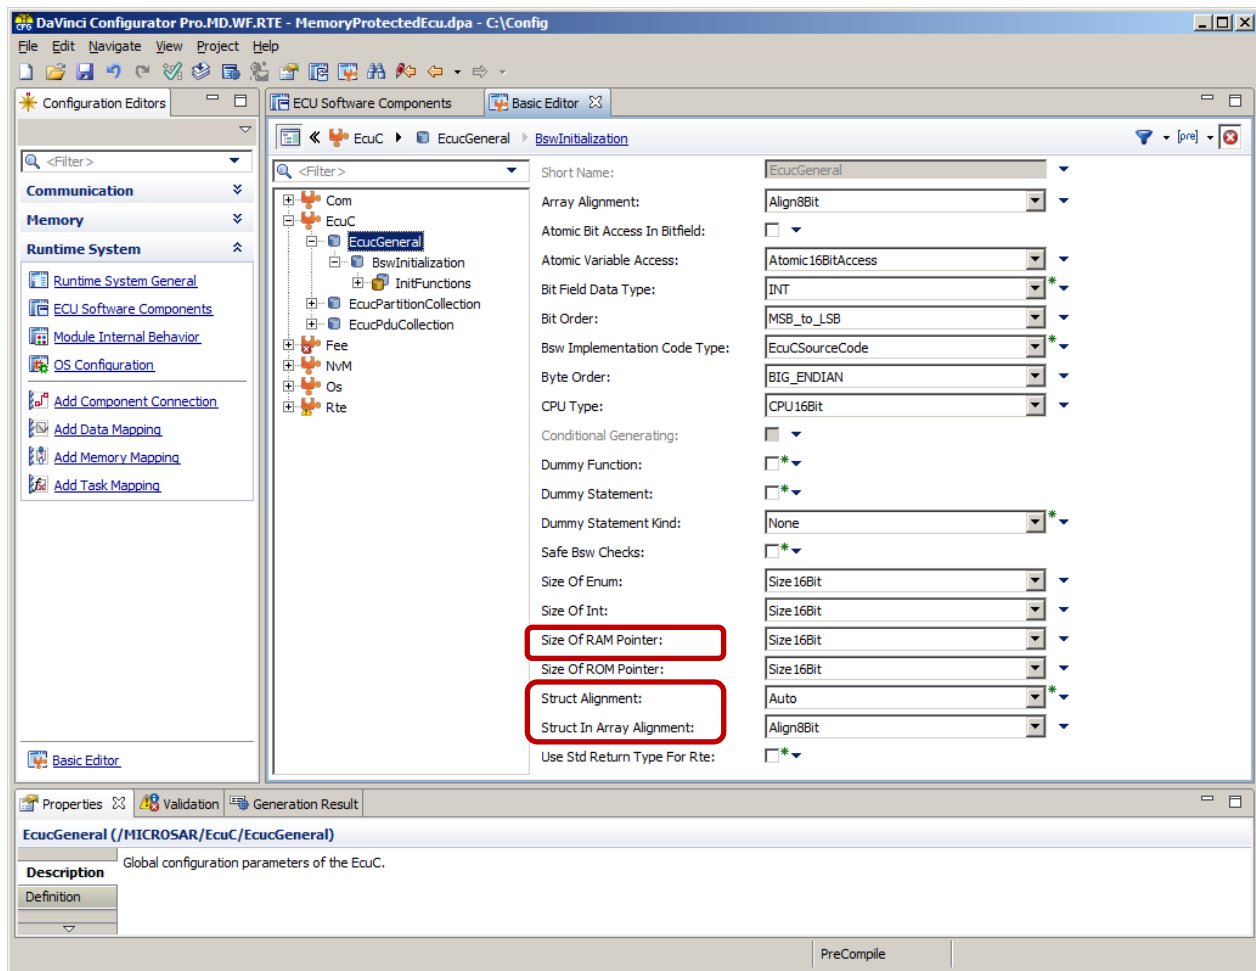 DaVinci Configurator Pro.MD.WF.RTE - MemoryProtectedEcu.dpa - C:\Config
File Edit Navigate View Project Help
Configuration Editors
ECU Software Components
Basic Editor
EcuC
EcucGeneral
BswInitialization
[pre]
<Filter>
Communication
Memory
Runtime System
Runtime System General
ECU Software Components
Module Internal Behavior
OS Configuration
Add Component Connection
Add Data Mapping
Add Memory Mapping
Add Task Mapping
Basic Editor
<Filter>
Com
EcuC
EcucGeneral
BswInitialization
InitFunctions
EcucPartitionCollection
EcucPduCollection
Fee
NvM
Os
Rte
Short Name: EcucGeneral
Array Alignment: Align8Bit
Atomic Bit Access In Bitfield:
Atomic Variable Access: Atomic16BitAccess
Bit Field Data Type: INT
Bit Order: MSB_to_LSB
Bsw Implementation Code Type: EcuCSourceCode
Byte Order: BIG_ENDIAN
CPU Type: CPU16Bit
Conditional Generating:
Dummy Function:
Dummy Statement:
Dummy Statement Kind: None
Safe Bsw Checks:
Size Of Enum: Size16Bit
Size Of Int: Size16Bit
Size Of RAM Pointer: Size16Bit
Size Of ROM Pointer: Size16Bit
Struct Alignment: Auto
Struct In Array Alignment: Align8Bit
Use Std Return Type For Rte:
Properties
Validation
Generation Result
EcucGeneral (/MICROSAR/EcuC/EcucGeneral)
Description
Definition
Global configuration parameters of the EcuC.
PreCompile